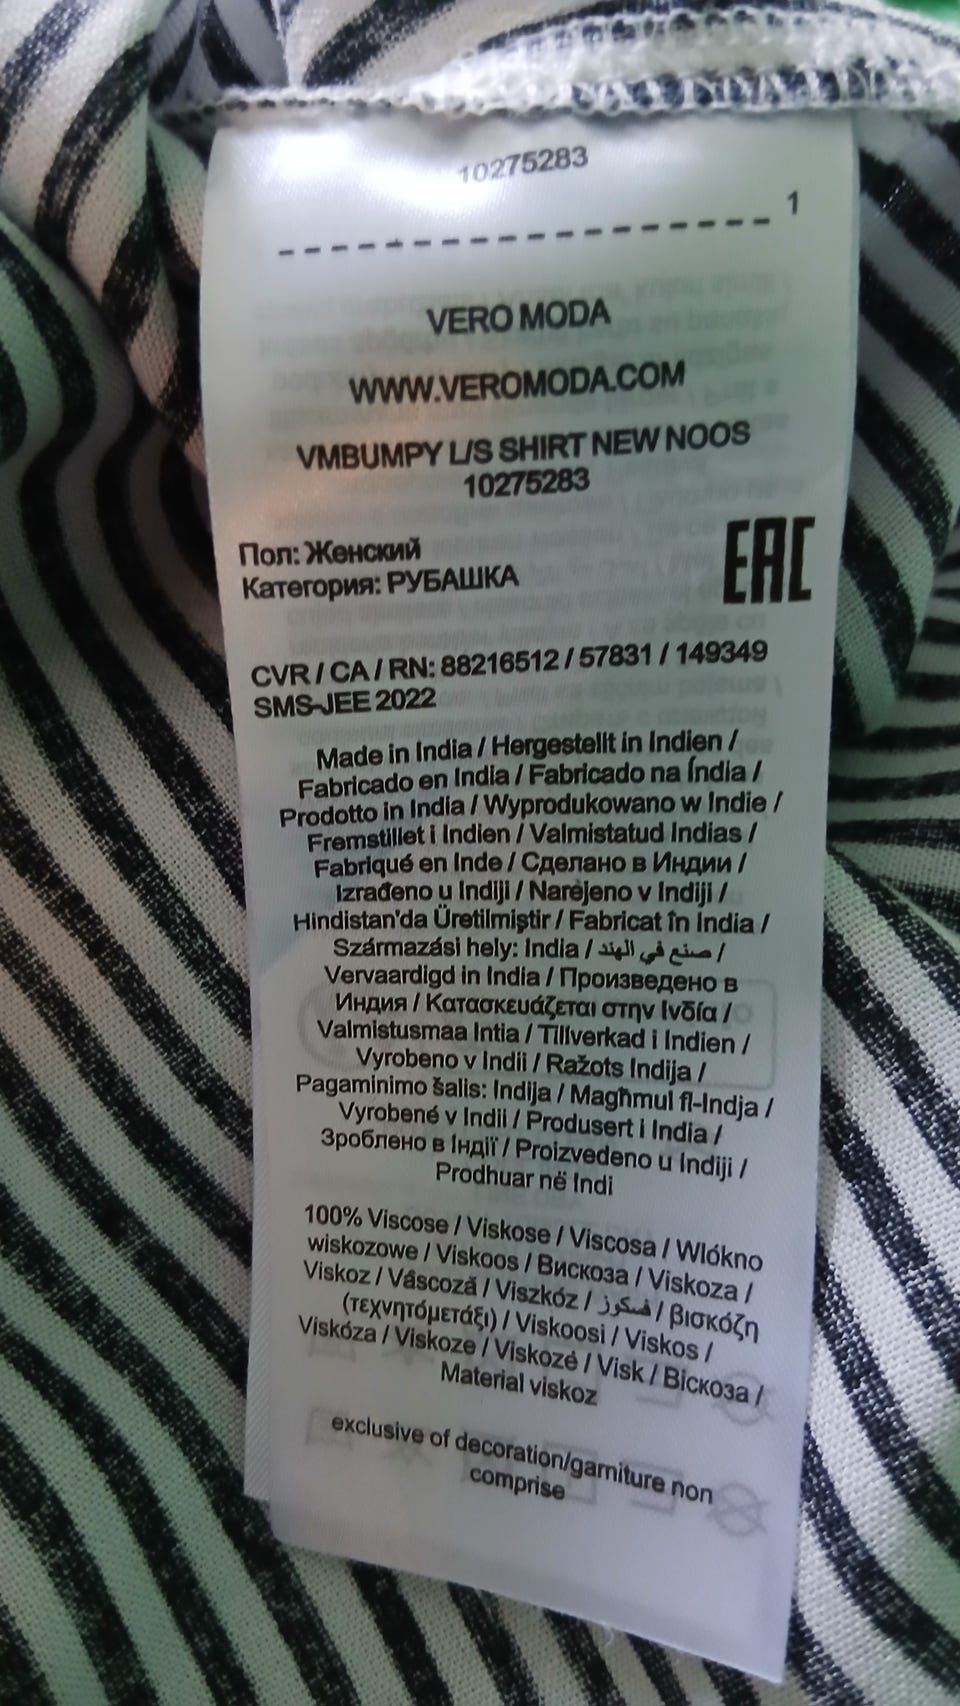 10275283
1
VERO MODA
WWW.VEROMODA.COM
VMBUMPY L/S SHIRT NEW NOOS
10275283
Пол: Женский
Категория: РУБАШКА
EAC
CVR / CA / RN: 88216512 / 57831 / 149349
SMS-JEE 2022
Made in India / Hergestellt in Indien /
Fabricado en India / Fabricado na Índia /
Prodotto in India / Wyprodukowano w Indie /
Fremstillet i Indien / Valmistatud Indias /
Fabriqué en Inde / Сделано в Индии /
Izrađeno u Indiji / Narejeno v Indiji /
Hindistan'da Üretilmiştir / Fabricat în India /
Származási hely: India / صنع في الهند /
Vervaardigd in India / Произведено в
Индия / Κατασκευάζεται στην Ινδία /
Valmistusmaa Intia / Tillverkad i Indien /
Vyrobeno v Indii / Ražots Indija /
Pagaminimo šalis: Indija / Magħmul fl-Indja /
Vyrobené v Indii / Produsert i India /
Зроблено в Індії / Proizvedeno u Indiji /
Prodhuar në Indi
100% Viscose / Viskose / Viscosa / Wlókno
wiskozowe / Viskoos / Вискоза / Viskoza /
Viskoz / Vâscoză / Viszkóz / فسكوز / βισκόζη
(τεχνητόμετάξι) / Viskoosi / Viskos /
Viskóza / Viskoze / Viskozė / Visk / Віскоза /
Material viskoz
exclusive of decoration/garniture non
comprise